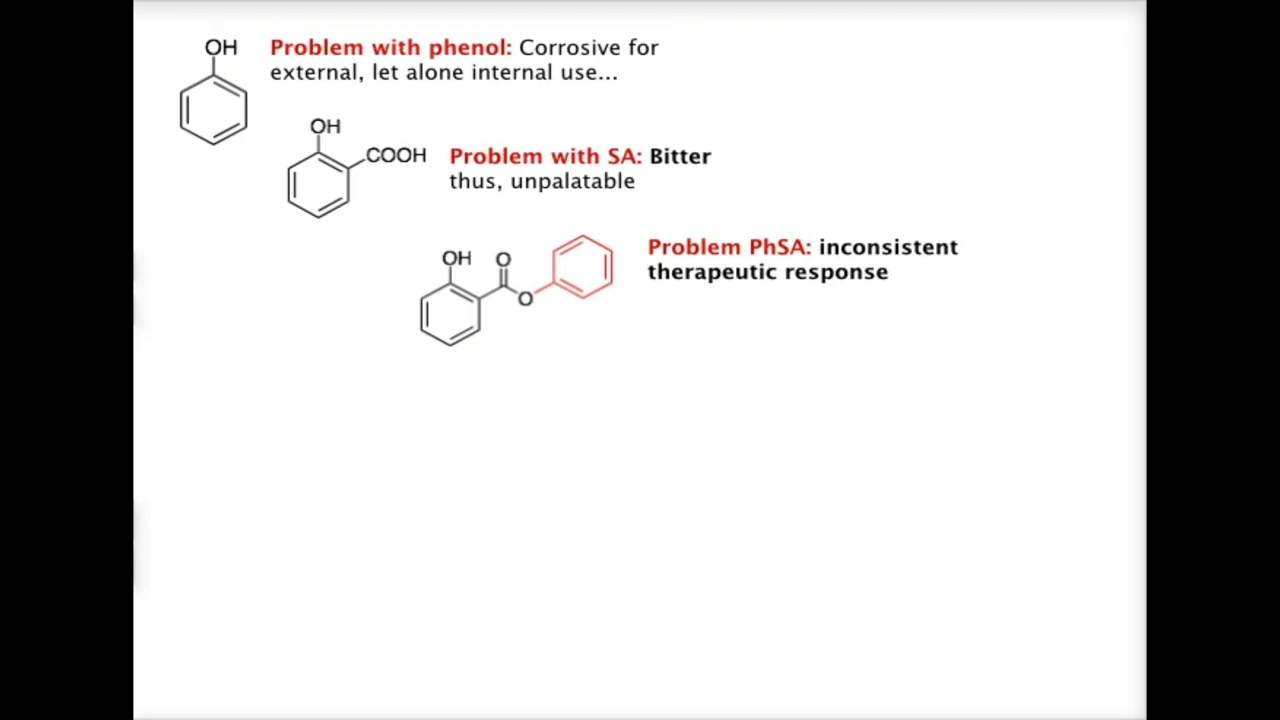 OH
Problem with phenol: Corrosive for
external, let alone internal use...
OH
COOH
Problem with SA: Bitter
thus, unpalatable
OH
O
O
Problem PhSA: inconsistent
therapeutic response